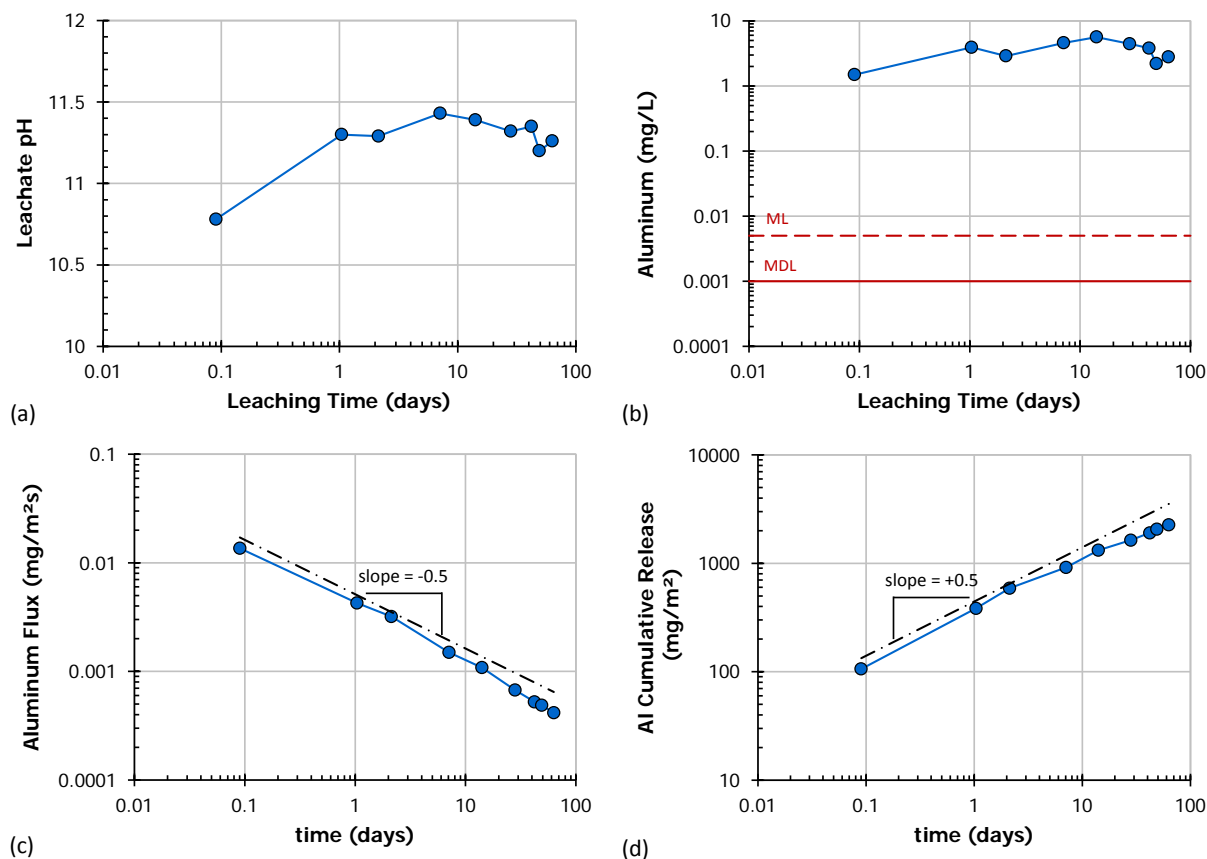 12
11.5
11
10.5
10
0.01 0.1 1 10 100
Leachate pH
Leaching Time (days)
(a)
10
1
0.1
0.01
0.001
0.0001
ML
MDL
0.01 0.1 1 10 100
Aluminum (mg/L)
Leaching Time (days)
(b)
0.1
0.01
0.001
0.0001
slope = -0.5
0.01 0.1 1 10 100
Aluminum Flux (mg/m²s)
time (days)
(c)
10000
1000
100
10
slope = +0.5
0.01 0.1 1 10 100
Al Cumulative Release
(mg/m²)
time (days)
(d)